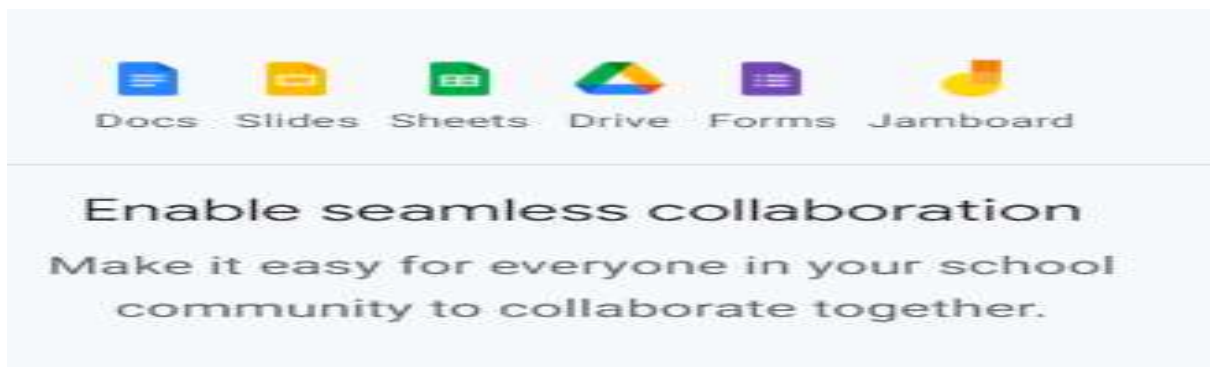 Docs Slides Sheets Drive Forms Jamboard
Enable seamless collaboration
Make it easy for everyone in your school
community to collaborate together.